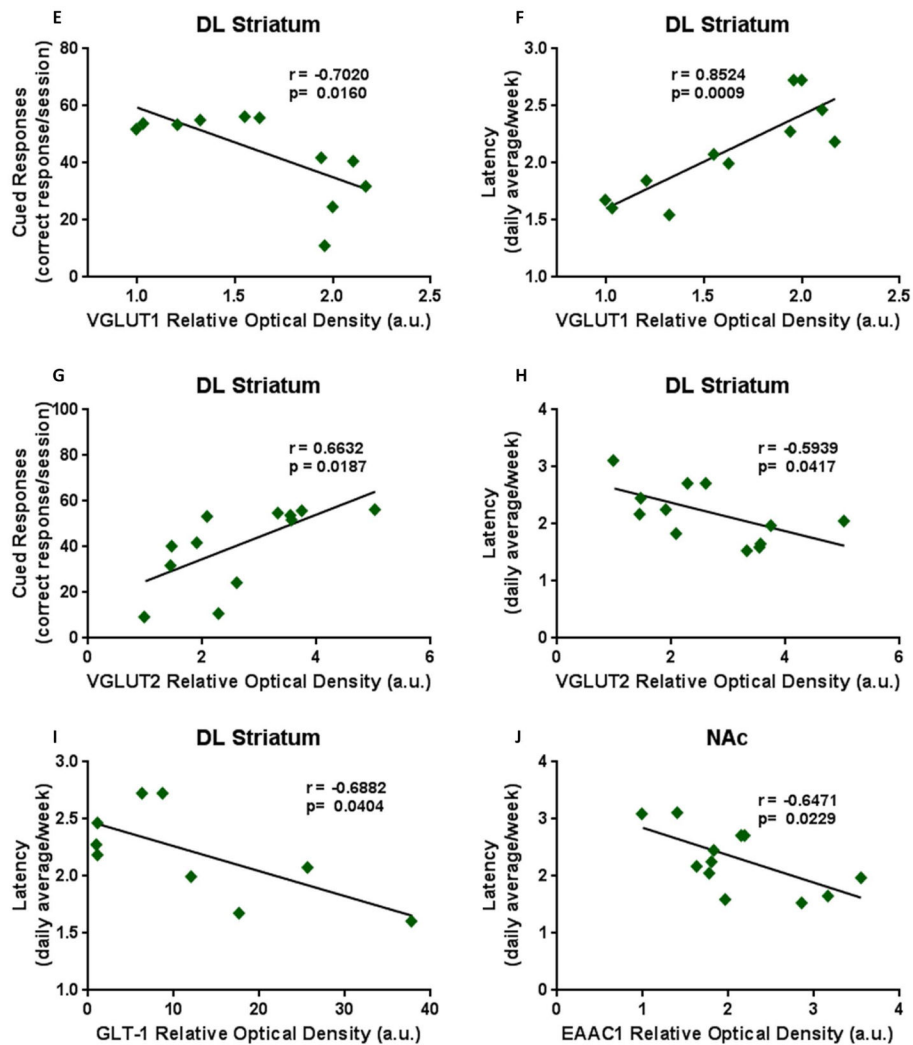 E
DL Striatum
r = -0.7020
p= 0.0160
Cued Responses
(correct response/session)
80
60
40
20
0
1.0 1.5 2.0 2.5
VGLUT1 Relative Optical Density (a.u.)
F
DL Striatum
r = 0.8524
p= 0.0009
Latency
(daily average/week)
3.0
2.5
2.0
1.5
1.0
1.0 1.5 2.0 2.5
VGLUT1 Relative Optical Density (a.u.)
G
DL Striatum
r = 0.6632
p = 0.0187
Cued Responses
(correct response/session)
100
80
60
40
20
0
0 2 4 6
VGLUT2 Relative Optical Density (a.u.)
H
DL Striatum
r = -0.5939
p= 0.0417
Latency
(daily average/week)
4
3
2
1
0
0 2 4 6
VGLUT2 Relative Optical Density (a.u.)
I
DL Striatum
r = -0.6882
p= 0.0404
Latency
(daily average/week)
3.0
2.5
2.0
1.5
1.0
0 10 20 30 40
GLT-1 Relative Optical Density (a.u.)
J
NAc
r = -0.6471
p= 0.0229
Latency
(daily average/week)
4
3
2
1
0
0 1 2 3 4
EAAC1 Relative Optical Density (a.u.)